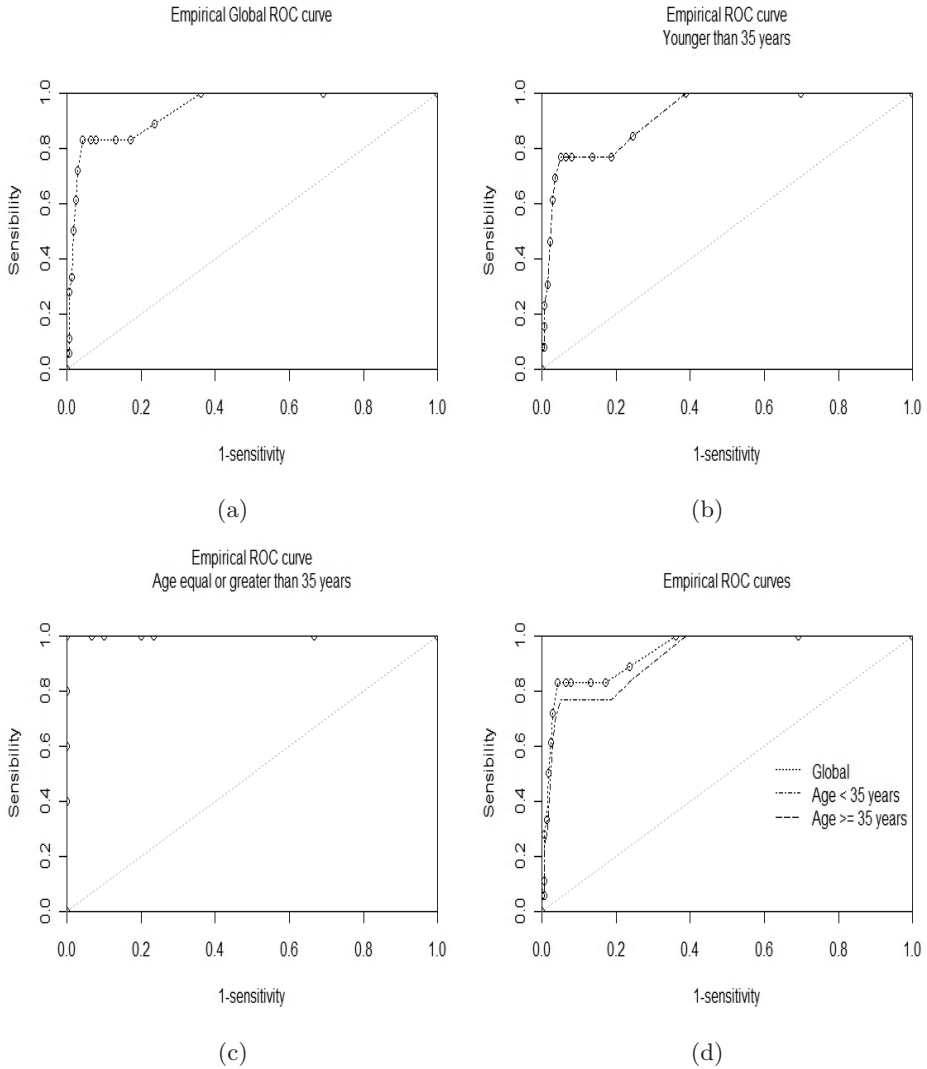 Empirical Global ROC curve
Sensibility
0.0 0.2 0.4 0.6 0.8 1.0
0.0 0.2 0.4 0.6 0.8 1.0
1-sensitivity
(a)
Empirical ROC curve
Younger than 35 years
Sensibility
0.0 0.2 0.4 0.6 0.8 1.0
0.0 0.2 0.4 0.6 0.8 1.0
1-sensitivity
(b)
Empirical ROC curve
Age equal or greater than 35 years
Sensibility
0.0 0.2 0.4 0.6 0.8 1.0
0.0 0.2 0.4 0.6 0.8 1.0
1-sensitivity
(c)
Empirical ROC curves
Sensibility
0.0 0.2 0.4 0.6 0.8 1.0
Global
Age < 35 years
Age >= 35 years
0.0 0.2 0.4 0.6 0.8 1.0
1-sensitivity
(d)